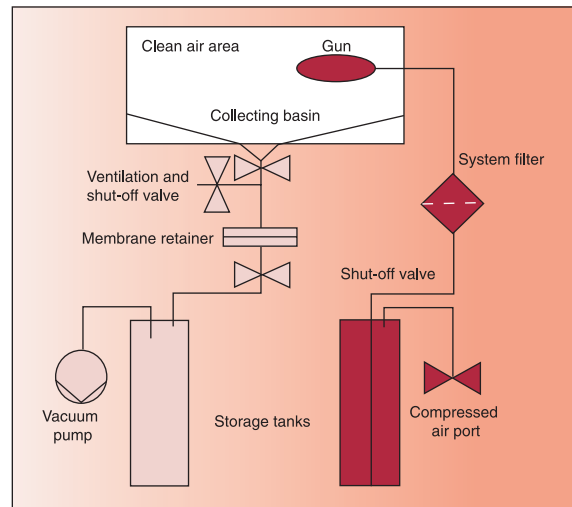 Clean air area
Gun
Collecting basin
System filter
Ventilation and
shut-off valve
Membrane retainer
Shut-off valve
Vacuum
pump
Storage tanks
Compressed
air port